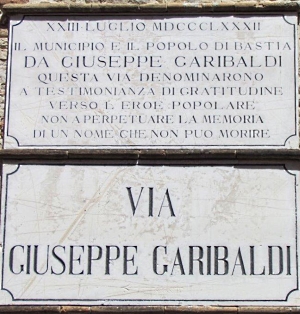 XXIII LUGLIO MDCCCLXXXII
IL MUNICIPIO E IL POPOLO DI BASTIA
DA GIUSEPPE GARIBALDI
QUESTA VIA DENOMINARONO
A TESTIMONIANZA DI GRATITUDINE
VERSO L'EROE POPOLARE
NON A PERPETUARE LA MEMORIA
DI UN NOME CHE NON PUÒ MORIRE
VIA
GIUSEPPE GARIBALDI